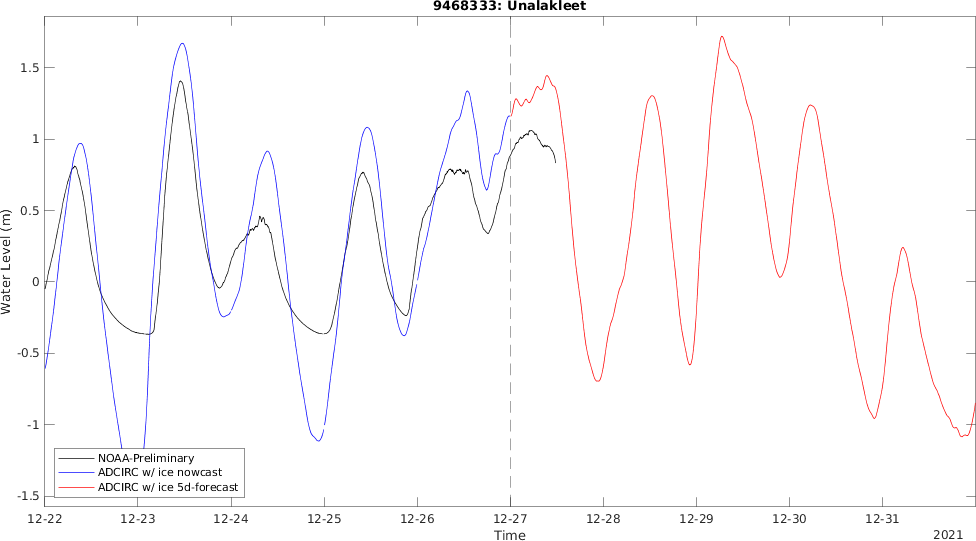 9468333: Unalakleet
Water Level (m)
1.5
1
0.5
0
-0.5
-1
-1.5
NOAA-Preliminary
ADCIRC w/ ice nowcast
ADCIRC w/ ice 5d-forecast
12-22 12-23 12-24 12-25 12-26 12-27 12-28 12-29 12-30 12-31
Time
2021